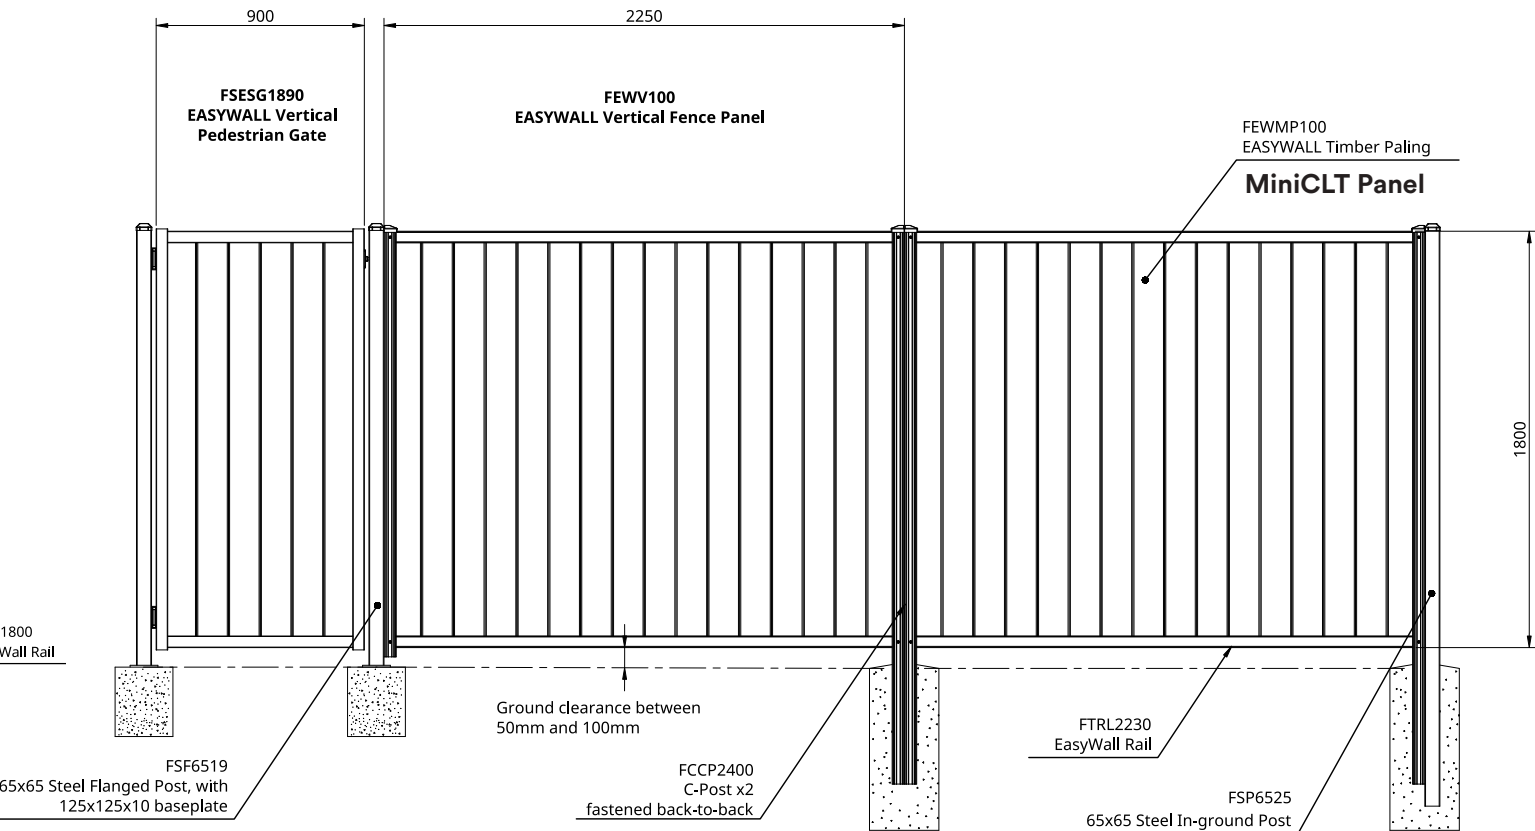 900
2250
FSESG1890
EASYWALL Vertical
Pedestrian Gate
FEWV100
EASYWALL Vertical Fence Panel
FEWMP100
EASYWALL Timber Paling
MiniCLT Panel
1800
1800
Wall Rail
Ground clearance between
50mm and 100mm
FSF6519
65x65 Steel Flanged Post, with
125x125x10 baseplate
FCCP2400
C-Post x2
fastened back-to-back
FTRL2230
EasyWall Rail
FSP6525
65x65 Steel In-ground Post